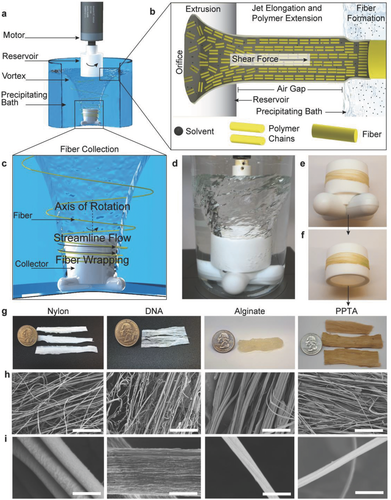 a
Motor
Reservoir
Vortex
Precipitating
Bath
b
Extrusion
Jet Elongation and
Polymer Extension
Fiber
Formation
Orifice
Shear Force
Air Gap
Reservoir
Precipitating Bath
Solvent
Polymer
Chains
Fiber
Fiber Collection
c
Axis of Rotation
Fiber
Streamline Flow
Collector
Fiber Wrapping
d
e
f
g
Nylon
DNA
Alginate
PPTA
h
i